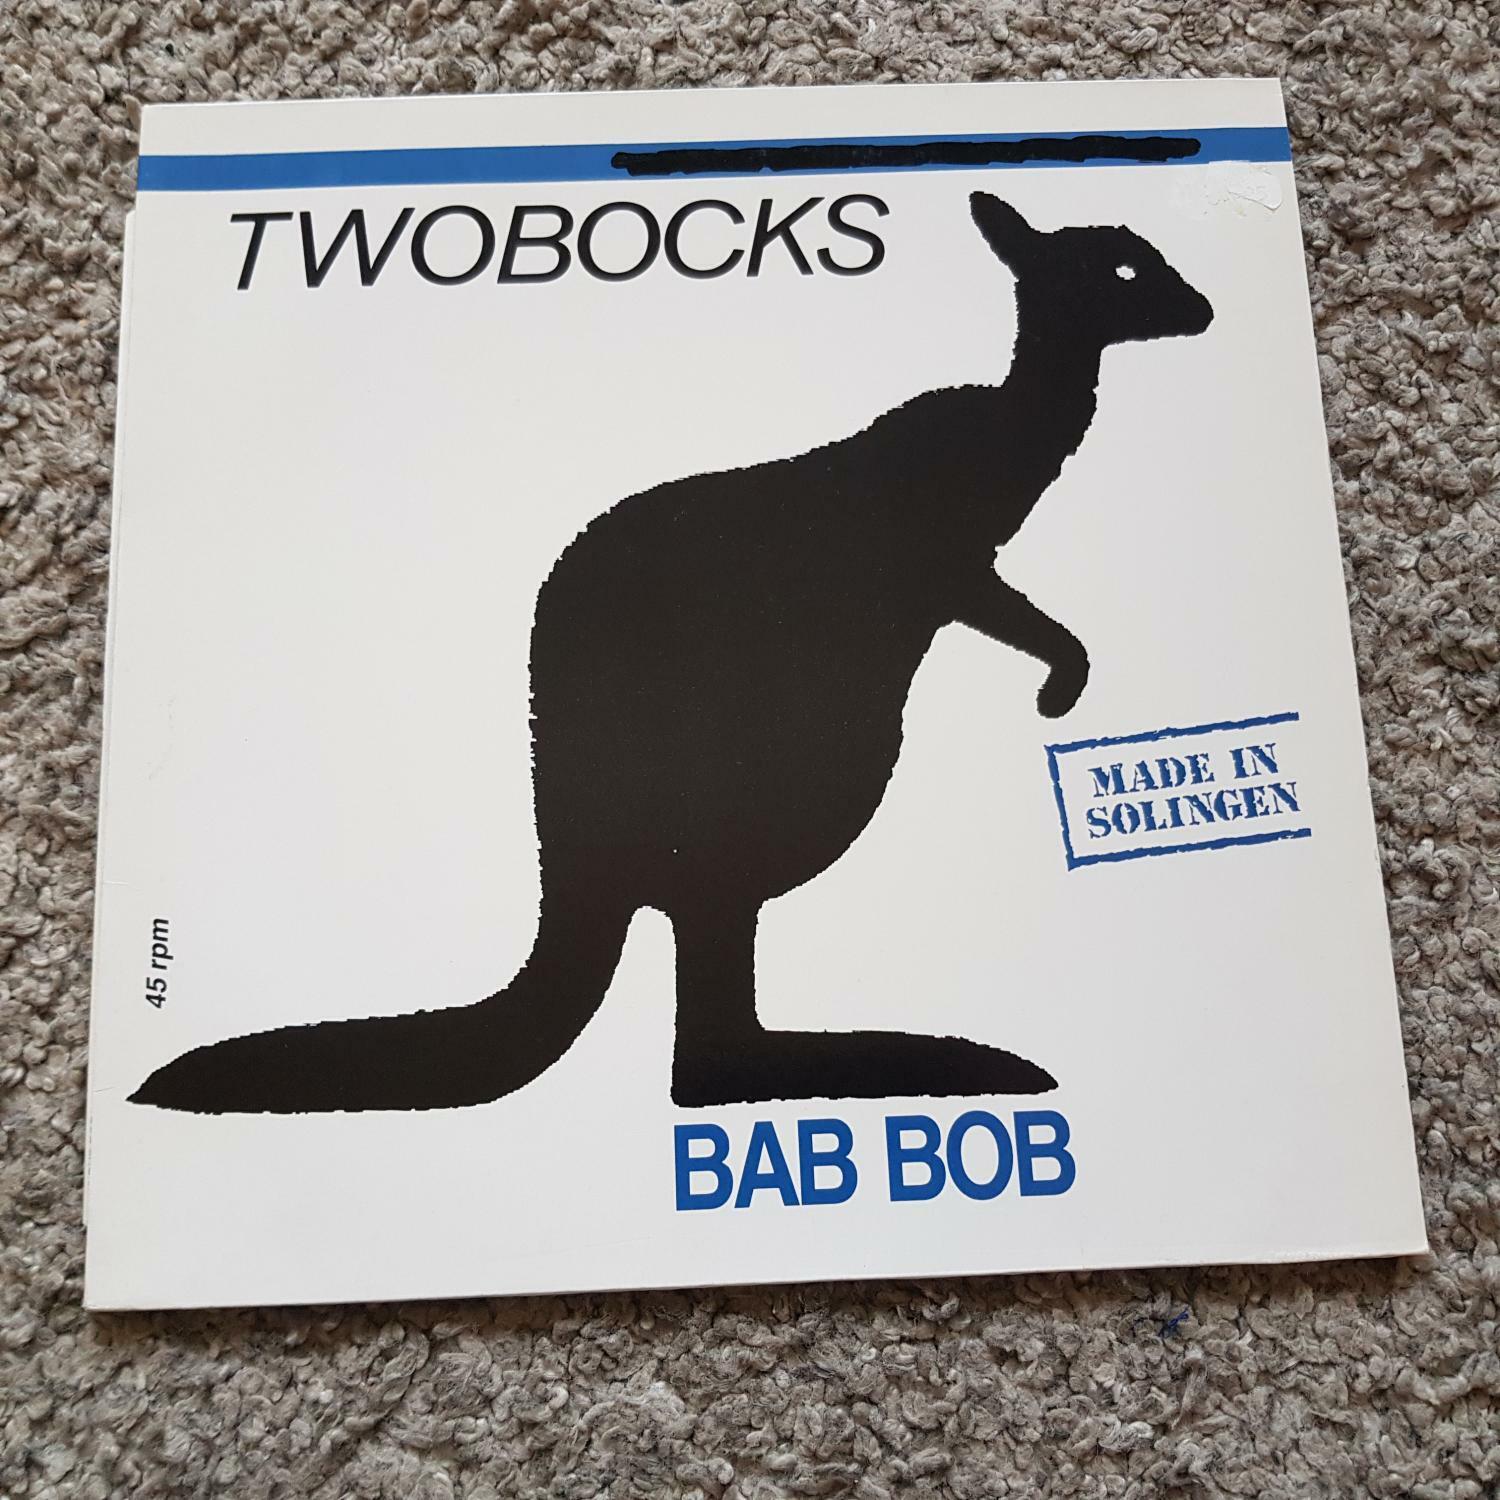 TWOBOCKS
MADE IN
SOLINGEN
45 rpm
BAB BOB